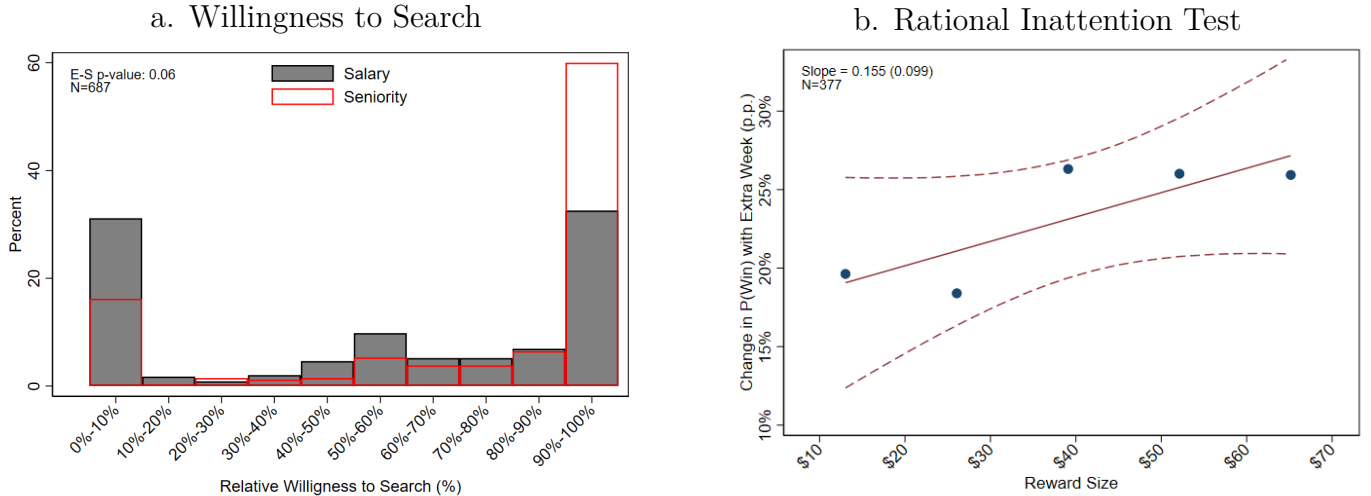 a. Willingness to Search
E-S p-value: 0.06
N=687
Salary
Seniority
Percent
0
20
40
60
0%-10%
10%-20%
20%-30%
30%-40%
40%-50%
50%-60%
60%-70%
70%-80%
80%-90%
90%-100%
Relative Willigness to Search (%)
b. Rational Inattention Test
Slope = 0.155 (0.099)
N=377
Change in P(Win) with Extra Week (p.p.)
10%
15%
20%
25%
30%
$10
$20
$30
$40
$50
$60
$70
Reward Size